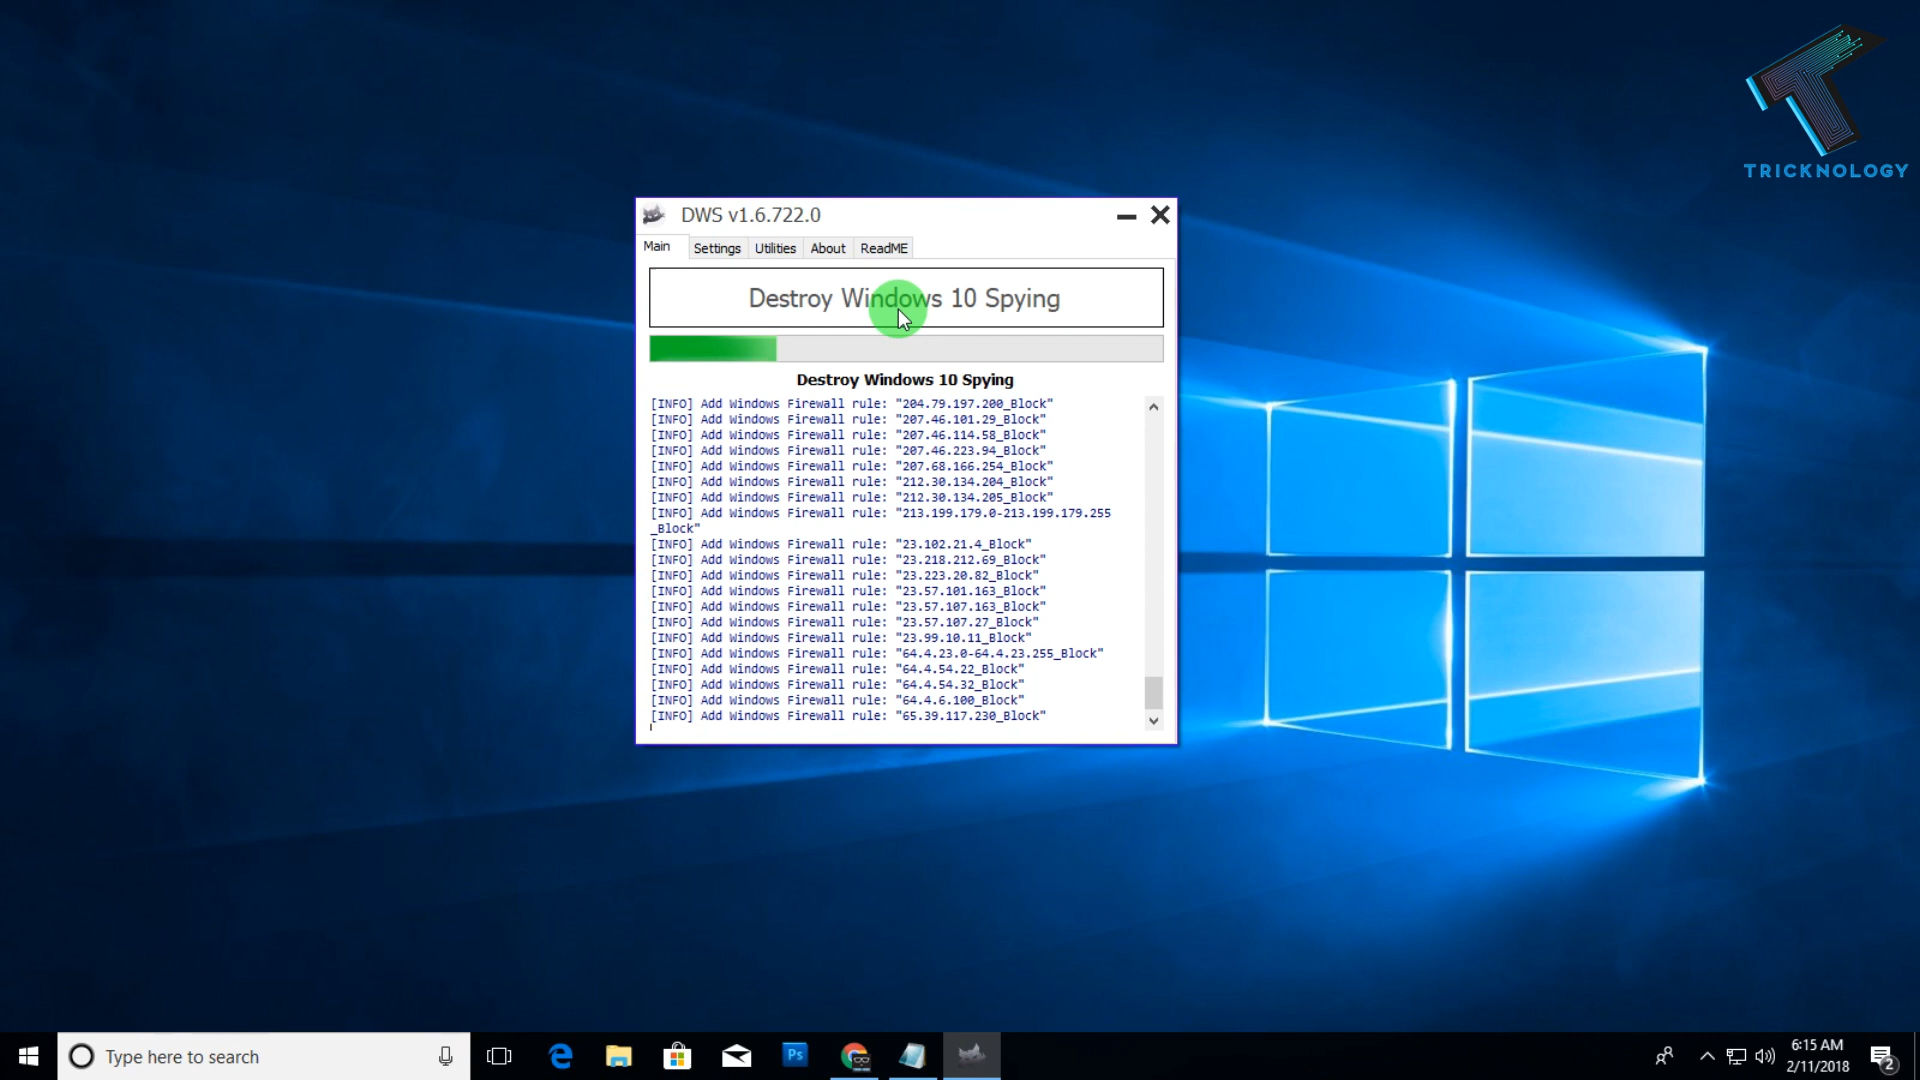 TRICKNOLOGY
DWS v1.6.722.0
Main Settings Utilities About ReadME
Destroy Windows 10 Spying
Destroy Windows 10 Spying
[INFO] Add Windows Firewall rule: "204.79.197.200_Block"
[INFO] Add Windows Firewall rule: "207.46.101.29_Block"
[INFO] Add Windows Firewall rule: "207.46.114.58_Block"
[INFO] Add Windows Firewall rule: "207.46.223.94_Block"
[INFO] Add Windows Firewall rule: "207.68.166.254_Block"
[INFO] Add Windows Firewall rule: "212.30.134.204_Block"
[INFO] Add Windows Firewall rule: "212.30.134.205_Block"
[INFO] Add Windows Firewall rule: "213.199.179.0-213.199.179.255
_Block"
[INFO] Add Windows Firewall rule: "23.102.21.4_Block"
[INFO] Add Windows Firewall rule: "23.218.212.69_Block"
[INFO] Add Windows Firewall rule: "23.223.20.82_Block"
[INFO] Add Windows Firewall rule: "23.57.101.163_Block"
[INFO] Add Windows Firewall rule: "23.57.107.163_Block"
[INFO] Add Windows Firewall rule: "23.57.107.27_Block"
[INFO] Add Windows Firewall rule: "23.99.10.11_Block"
[INFO] Add Windows Firewall rule: "64.4.23.0-64.4.23.255_Block"
[INFO] Add Windows Firewall rule: "64.4.54.22_Block"
[INFO] Add Windows Firewall rule: "64.4.54.32_Block"
[INFO] Add Windows Firewall rule: "64.4.6.100_Block"
[INFO] Add Windows Firewall rule: "65.39.117.230_Block"
Type here to search
Ps
6:15 AM
2/11/2018
2